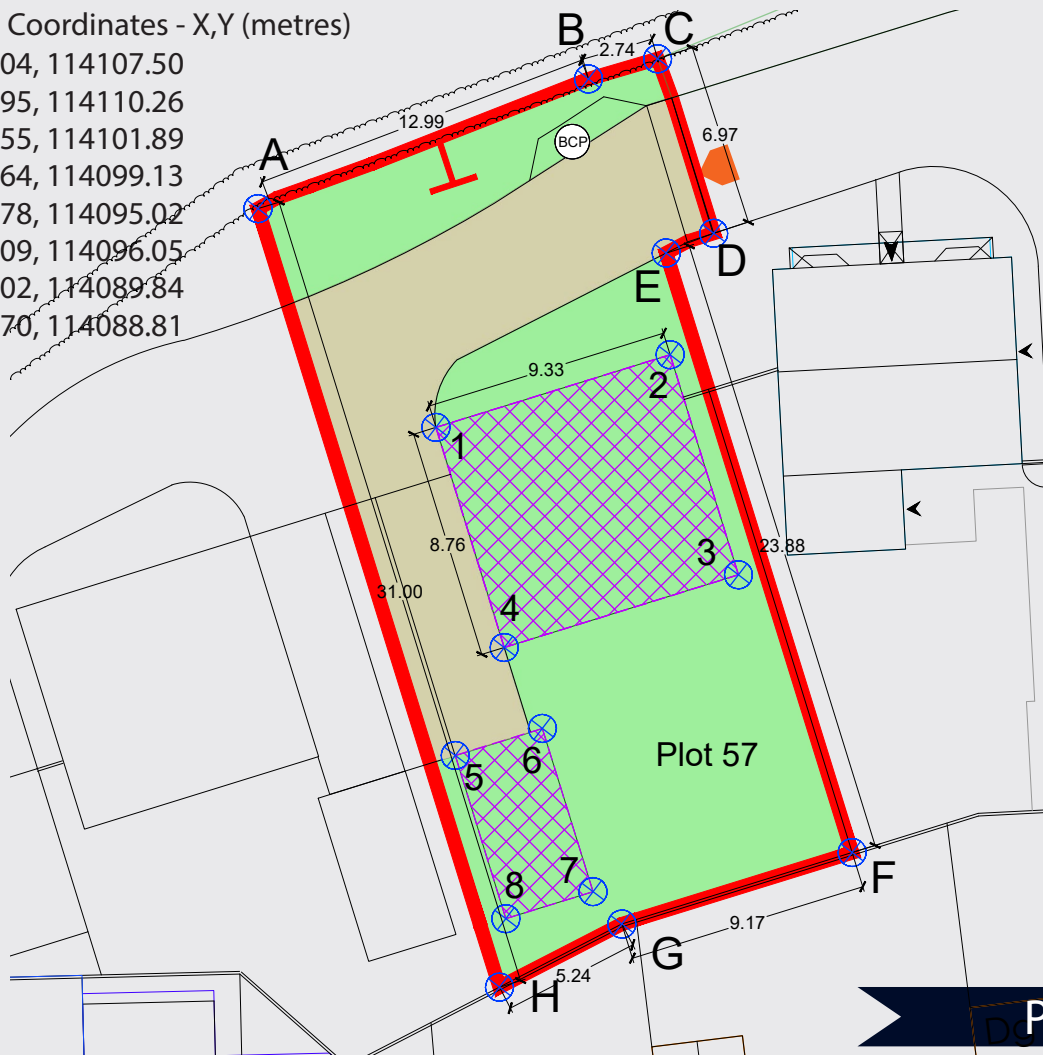 Coordinates - X,Y (metres)
04, 114107.50
95, 114110.26
55, 114101.89
64, 114099.13
78, 114095.02
09, 114096.05
02, 114089.84
70, 114088.81
B
C
2.74
12.99
BCP
6.97
A
D
E
9.33
2
1
8.76
3
23.88
31.00
4
Plot 57
6
5
7
8
F
9.17
G
5.24
H
P